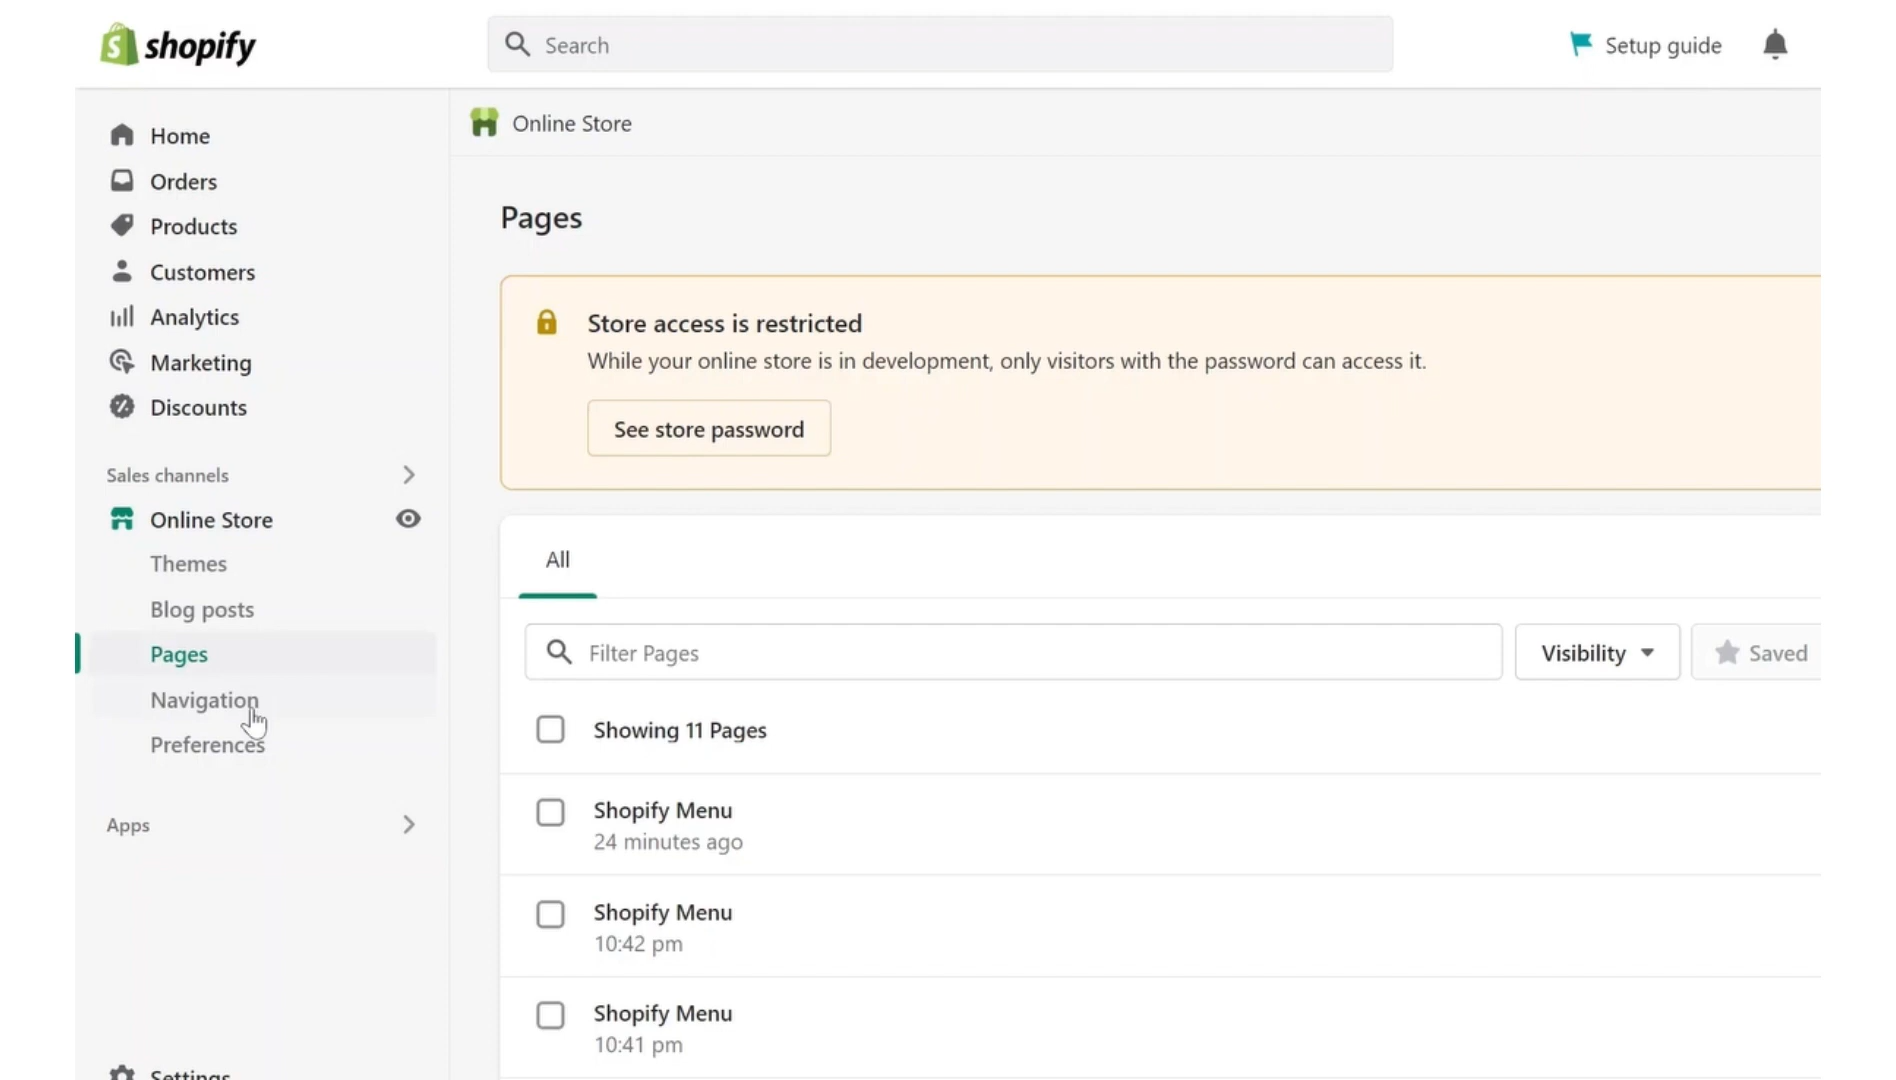 shopify
Search
Setup guide
Home
Orders
Products
Customers
Analytics
Marketing
Discounts
Sales channels
Online Store
Themes
Blog posts
Pages
Navigation
Preferences
Apps
Settings
Online Store
Pages
Store access is restricted
While your online store is in development, only visitors with the password can access it.
See store password
All
Filter Pages
Visibility
Saved
Showing 11 Pages
Shopify Menu
24 minutes ago
Shopify Menu
10:42 pm
Shopify Menu
10:41 pm